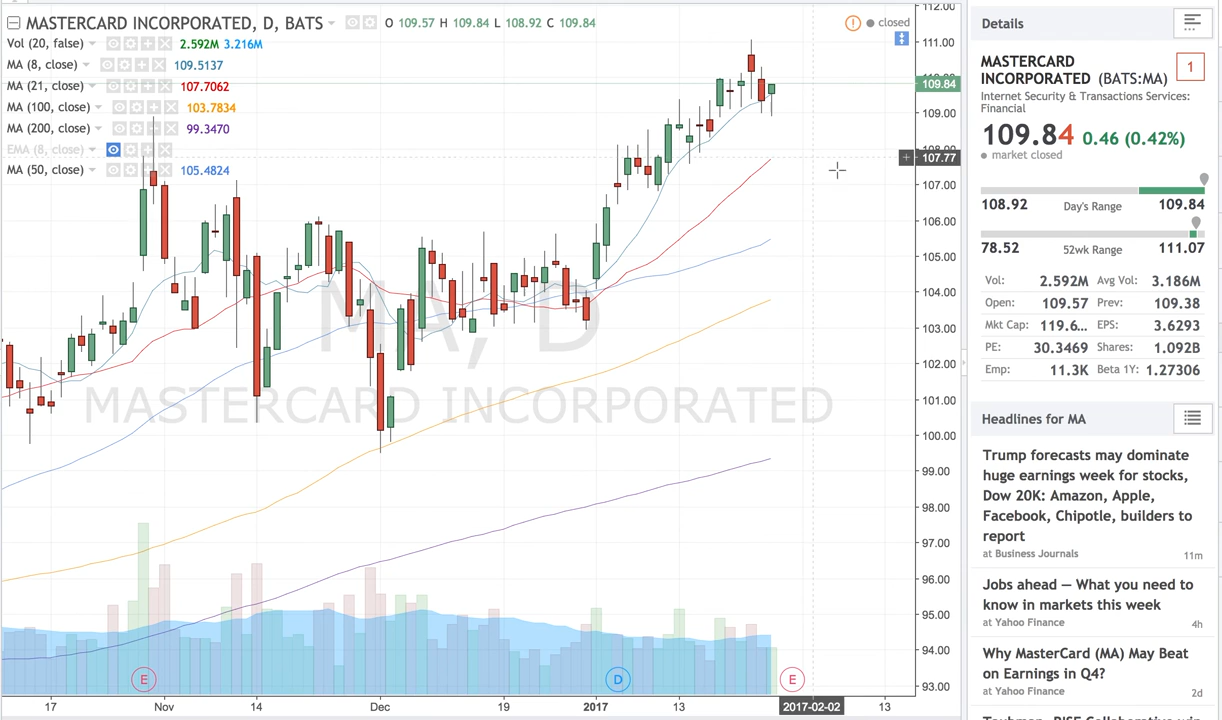 MASTERCARD INCORPORATED, D, BATS O 109.57 H 109.84 L 108.92 C 109.84
closed
Vol (20, false) 2.592M 3.216M
MA (8, close) 109.5137
MA (21, close) 107.7062
MA (100, close) 103.7834
MA (200, close) 99.3470
EMA (8, close)
MA (50, close) 105.4824
MA, D
MASTERCARD INCORPORATED
112.00
111.00
109.84
109.00
107.77
107.00
106.00
105.00
104.00
103.00
102.00
101.00
100.00
99.00
98.00
97.00
96.00
95.00
94.00
93.00
E
D
E
17
Nov
14
Dec
19
2017
13
2017-02-02
13
Details
MASTERCARD
INCORPORATED (BATS:MA)
1
Internet Security & Transactions Services:
Financial
109.84 0.46 (0.42%)
market closed
108.92 Day's Range 109.84
78.52 52wk Range 111.07
Vol: 2.592M Avg Vol: 3.186M
Open: 109.57 Prev: 109.38
Mkt Cap: 119.6... EPS: 3.6293
PE: 30.3469 Shares: 1.092B
Emp: 11.3K Beta 1Y: 1.27306
Headlines for MA
Trump forecasts may dominate
huge earnings week for stocks,
Dow 20K: Amazon, Apple,
Facebook, Chipotle, builders to
report
at Business Journals 11m
Jobs ahead — What you need to
know in markets this week
at Yahoo Finance 4h
Why MasterCard (MA) May Beat
on Earnings in Q4?
at Yahoo Finance 2d